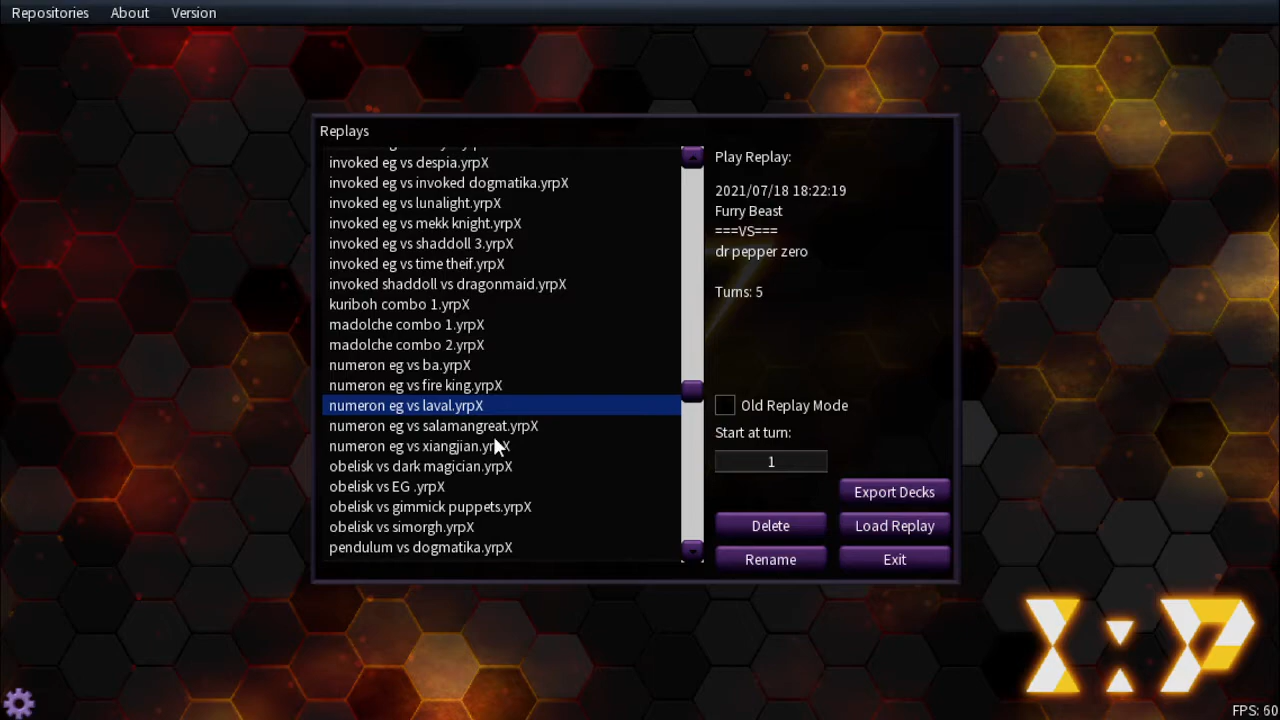 Repositories About Version
Replays
invoked eg vs despia.yrpX
invoked eg vs invoked dogmatika.yrpX
invoked eg vs lunalight.yrpX
invoked eg vs mekk knight.yrpX
invoked eg vs shaddoll 3.yrpX
invoked eg vs time theif.yrpX
invoked shaddoll vs dragonmaid.yrpX
kuriboh combo 1.yrpX
madolche combo 1.yrpX
madolche combo 2.yrpX
numeron eg vs ba.yrpX
numeron eg vs fire king.yrpX
numeron eg vs laval.yrpX
numeron eg vs salamangreat.yrpX
numeron eg vs xiangjian.yrpX
obelisk vs dark magician.yrpX
obelisk vs EG .yrpX
obelisk vs gimmick puppets.yrpX
obelisk vs simorgh.yrpX
pendulum vs dogmatika.yrpX
Play Replay:
2021/07/18 18:22:19
Furry Beast
===VS===
dr pepper zero
Turns: 5
Old Replay Mode
Start at turn:
1
Export Decks
Delete Load Replay
Rename Exit
X:P
FPS: 60